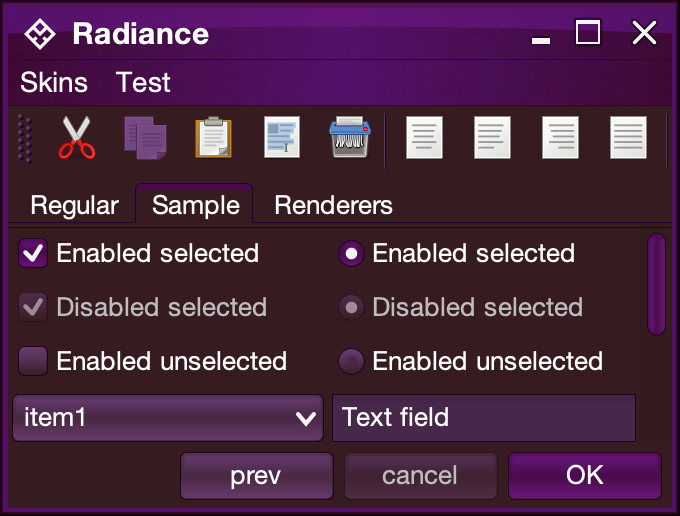 Radiance
Skins Test
Regular Sample Renderers
Enabled selected Enabled selected
Disabled selected Disabled selected
Enabled unselected Enabled unselected
item1 Text field
prev cancel OK